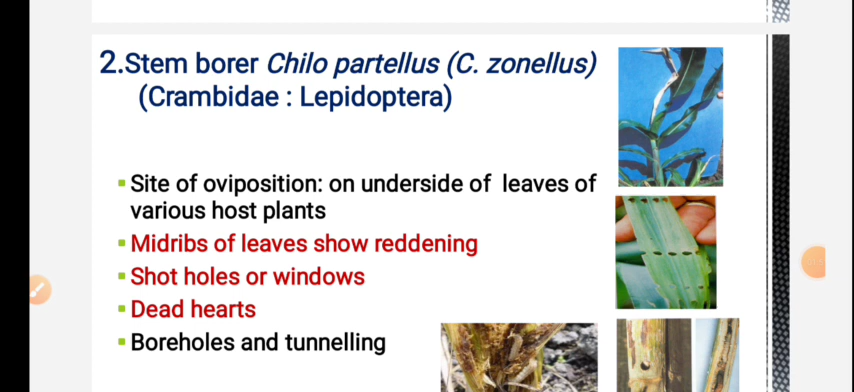 2.Stem borer Chilo partellus (C. zonellus)
(Crambidae : Lepidoptera)
Site of oviposition: on underside of leaves of
various host plants
Midribs of leaves show reddening
Shot holes or windows
Dead hearts
Boreholes and tunnelling